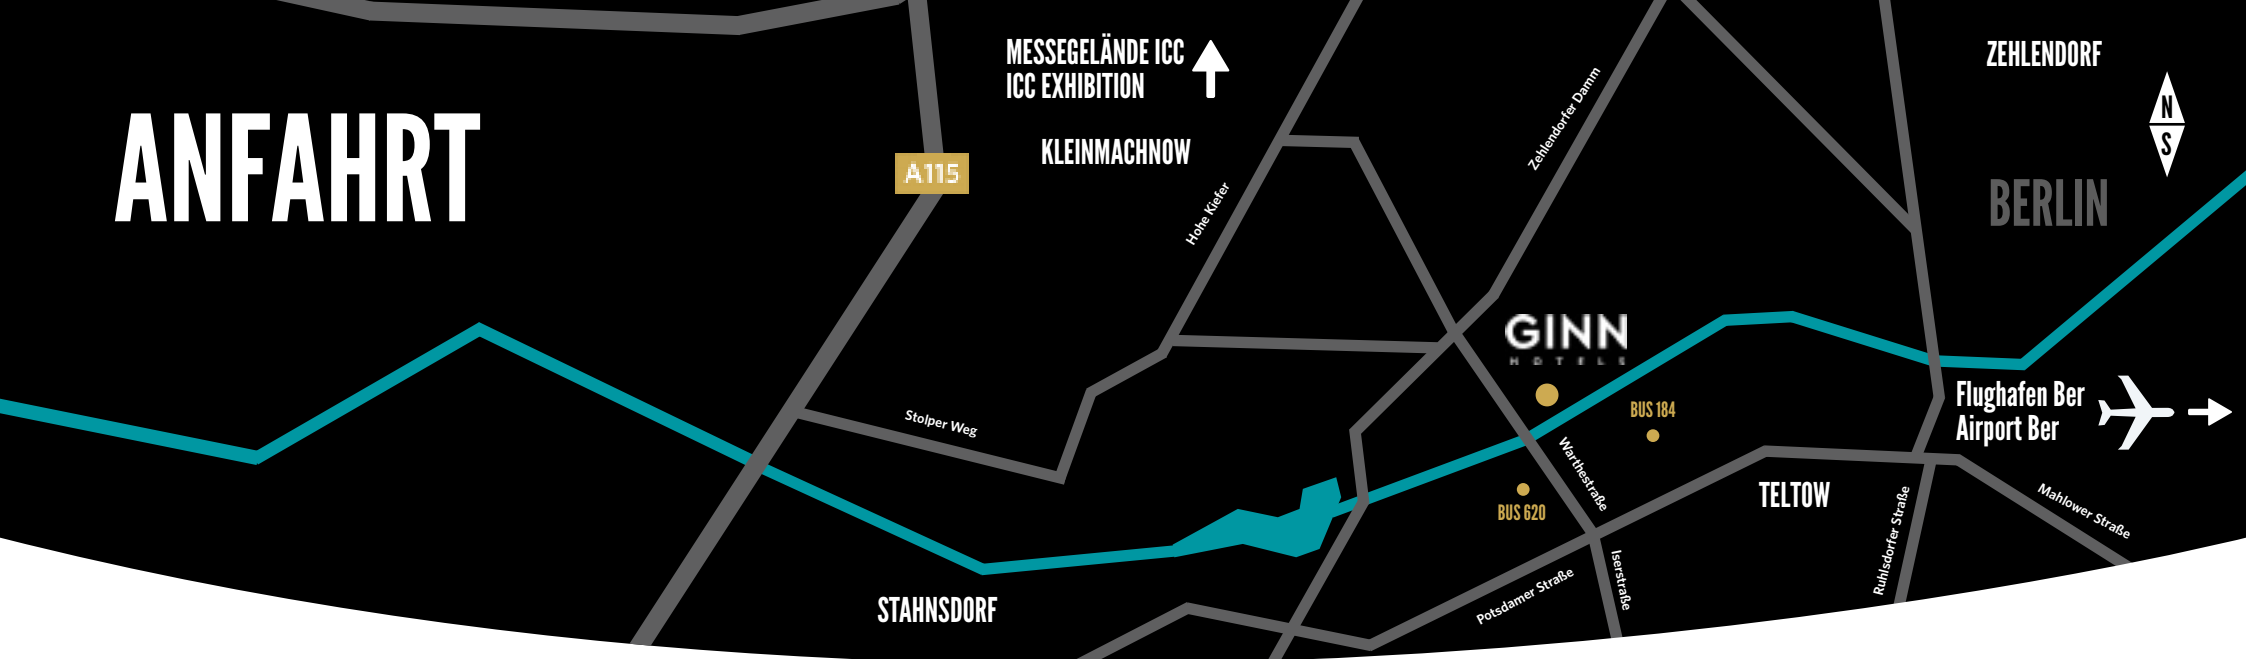 ANFAHRT
A115
MESSEGELÄNDE ICC
ICC EXHIBITION
KLEINMACHNOW
Hohe Kiefer
Zehlendorfer Damm
ZEHLENDORF
N
S
BERLIN
GINN
HOTELS
BUS 184
Flughafen Ber
Airport Ber
Stolper Weg
Warthestraße
BUS 620
TELTOW
Ruhlsdorfer Straße
Mahlower Straße
STAHNSDORF
Potsdamer Straße
Iserstraße